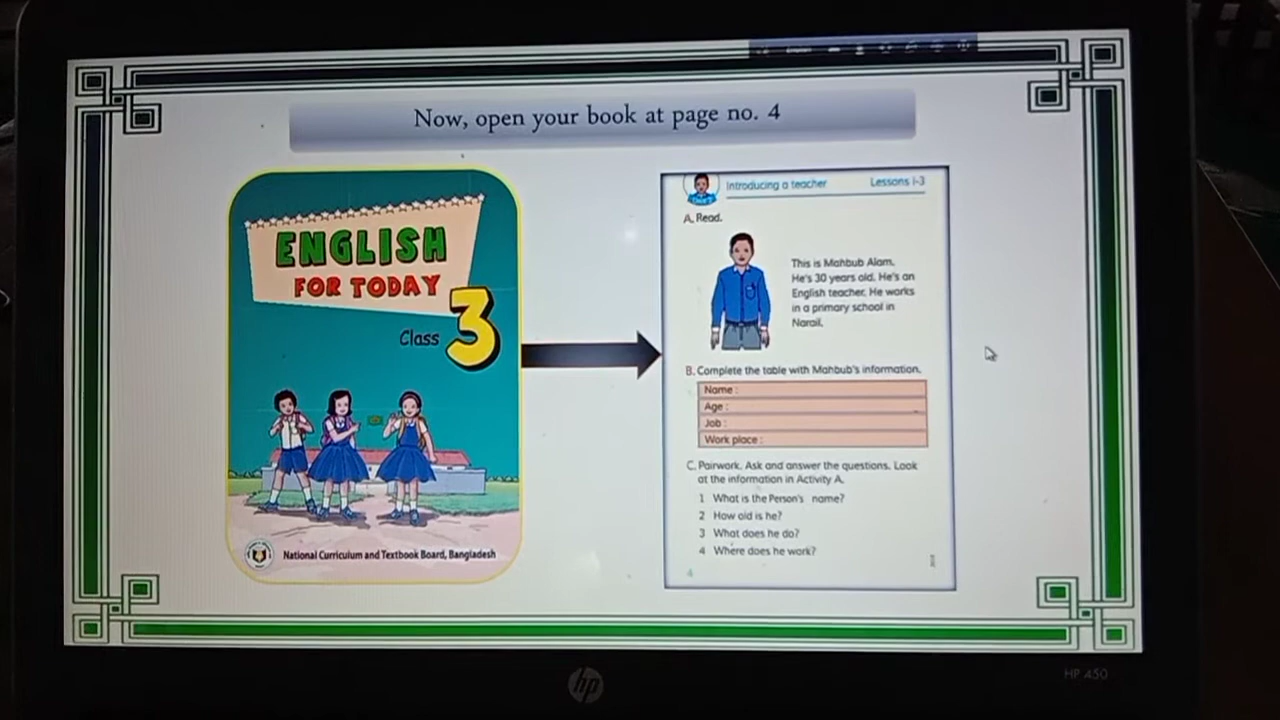 Now, open your book at page no. 4
ENGLISH
FOR TODAY
Class 3
National Curriculum and Textbook Board, Bangladesh
Introducing a teacher
Lessons 1-3
A. Read.
This is Mahbub Alam.
He's 30 years old. He's an
English teacher. He works
in a primary school in
Narail.
B. Complete the table with Mahbub's information.
Name :
Age :
Job :
Work place :
C. Pairwork. Ask and answer the questions. Look
at the information in Activity A.
1 What is the Person's name?
2 How old is he?
3 What does he do?
4 Where does he work?
4
hp
HP 450